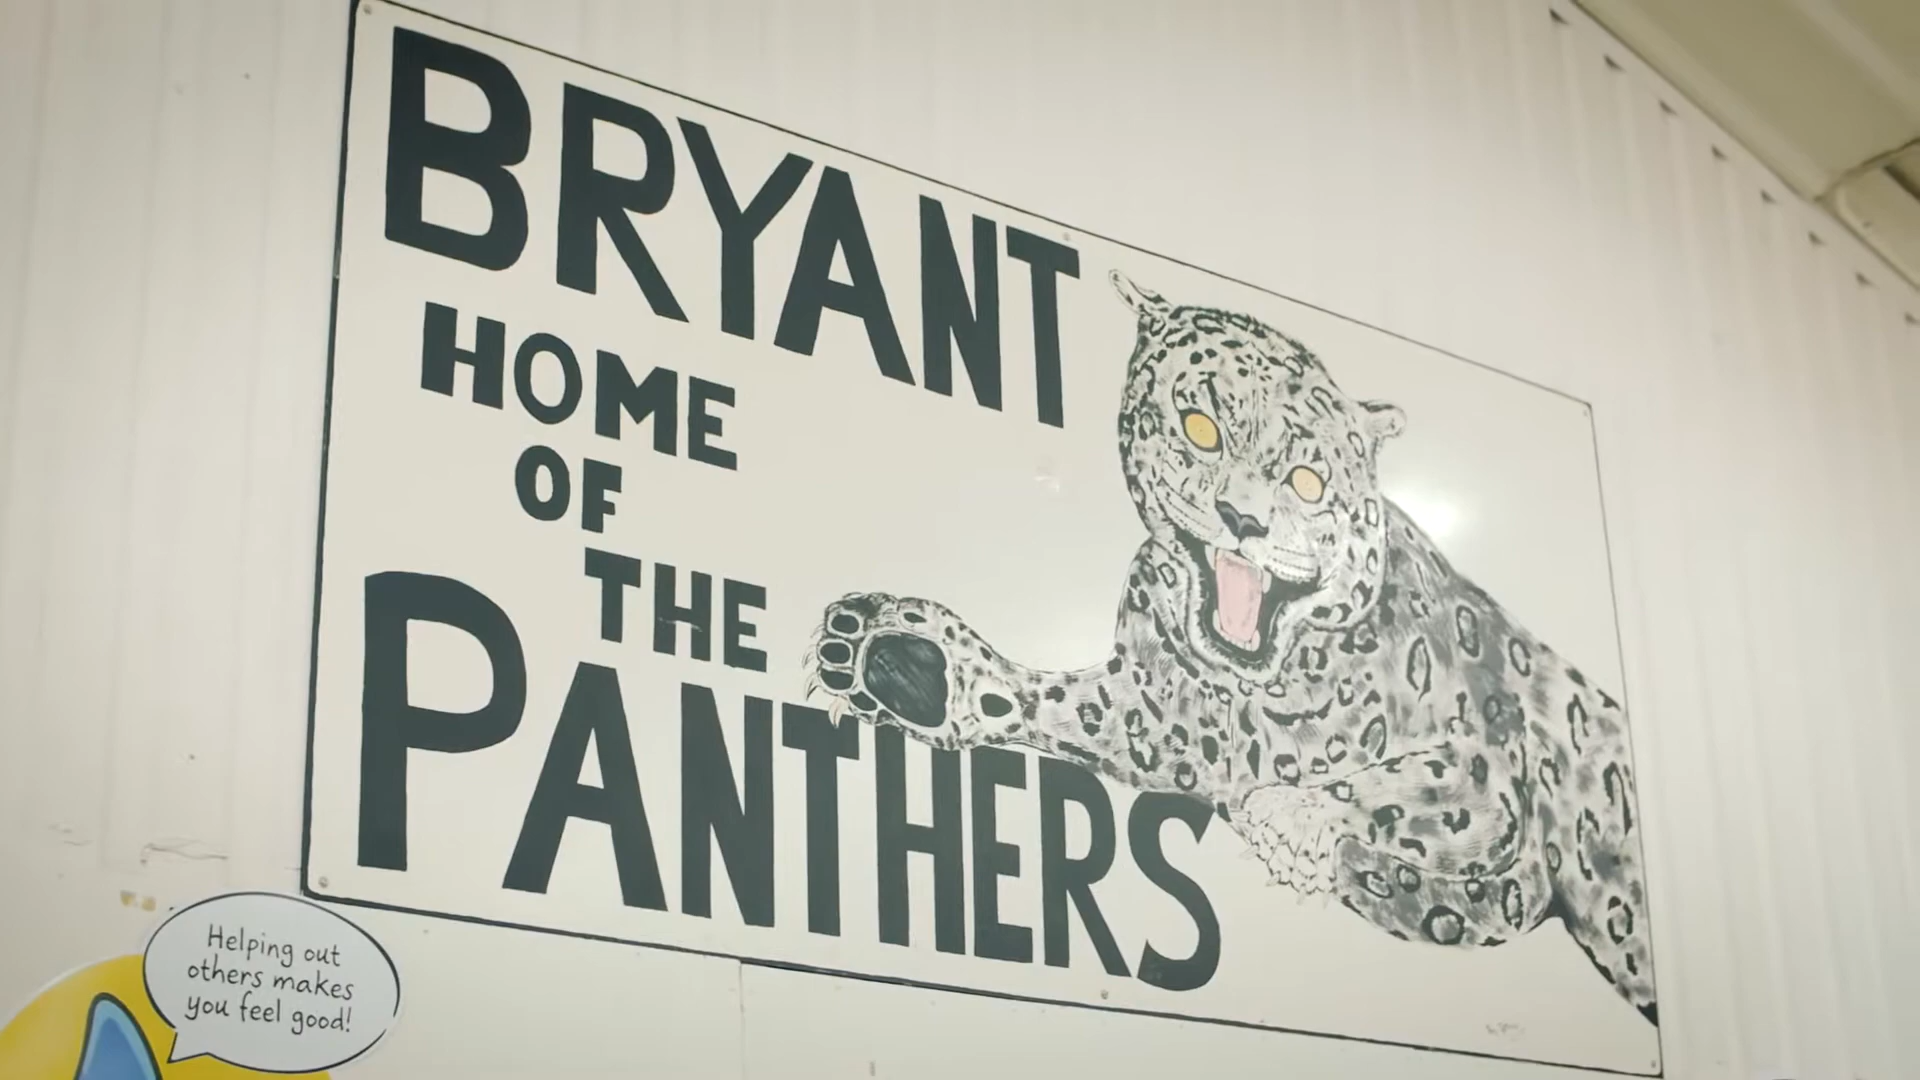 BRYANT
HOME
OF
THE
PANTHERS
Helping out
others makes
you feel good!